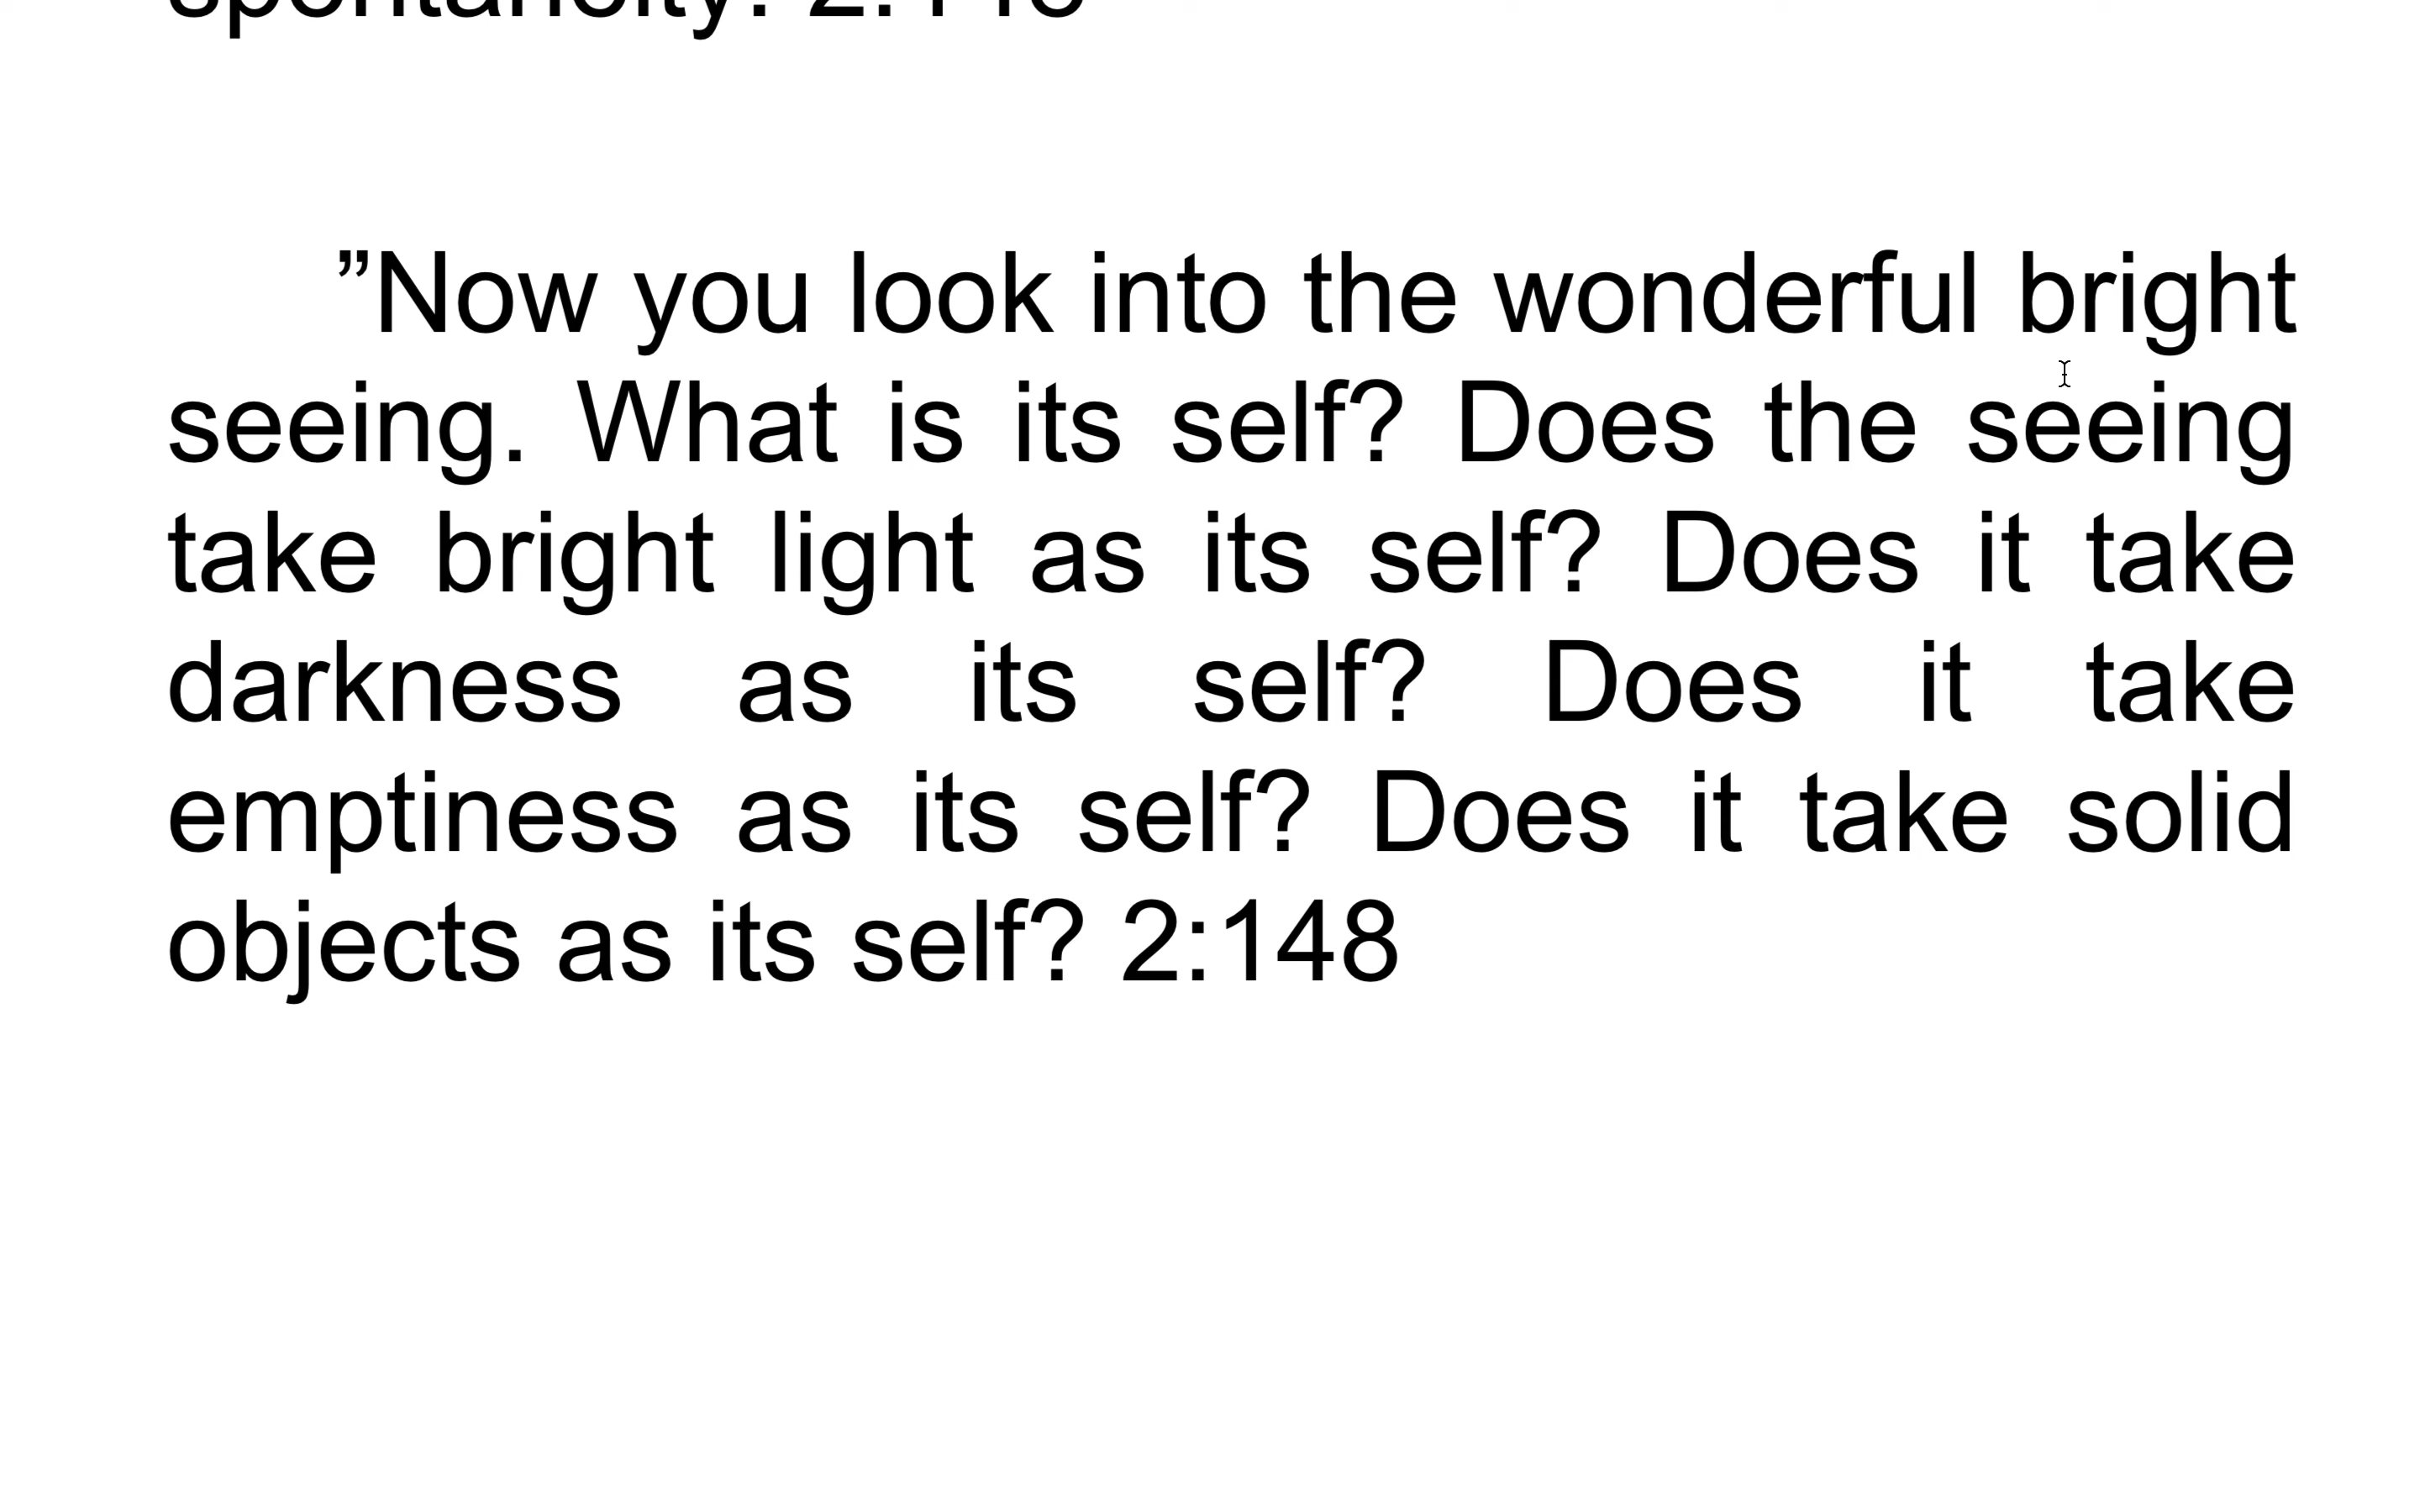 ”Now you look into the wonderful bright
seeing. What is its self? Does the seeing
take bright light as its self? Does it take
darkness as its self? Does it take
emptiness as its self? Does it take solid
objects as its self? 2:148